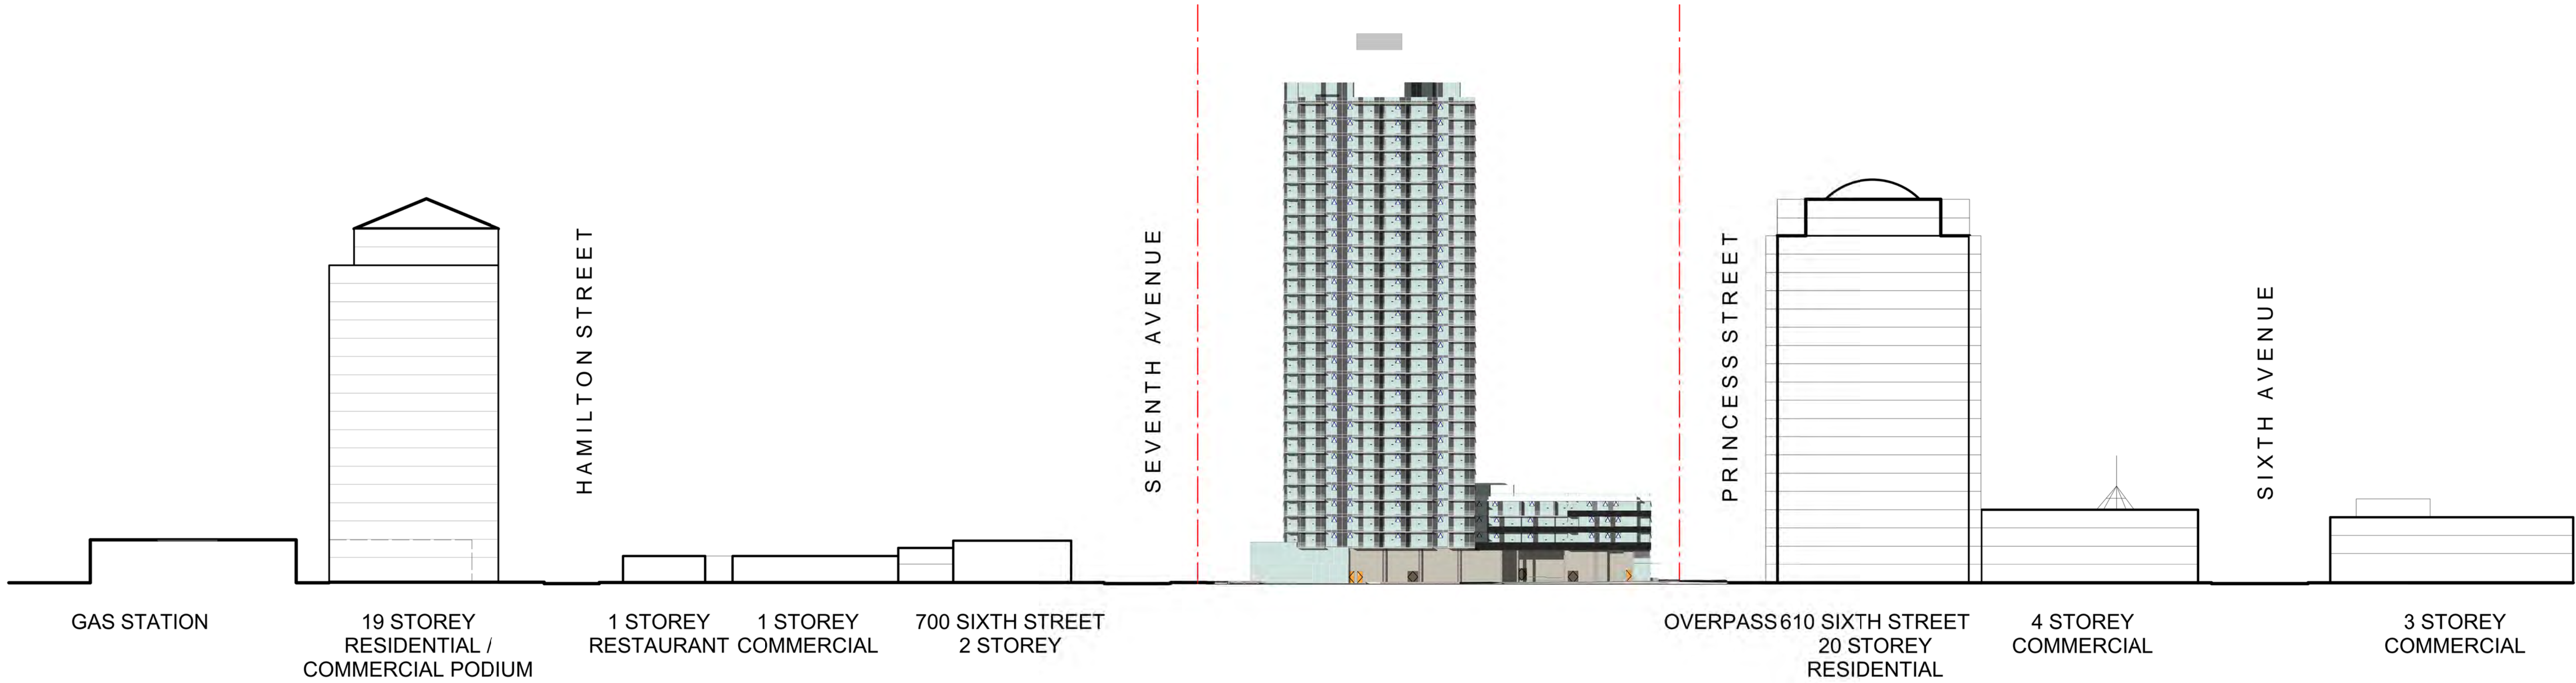 HAMILTON STREET
SEVENTH AVENUE
PRINCESS STREET
SIXTH AVENUE
GAS STATION
19 STOREY
RESIDENTIAL /
COMMERCIAL PODIUM
1 STOREY
RESTAURANT
1 STOREY
COMMERCIAL
700 SIXTH STREET
2 STOREY
OVERPASS
610 SIXTH STREET
20 STOREY
RESIDENTIAL
4 STOREY
COMMERCIAL
3 STOREY
COMMERCIAL